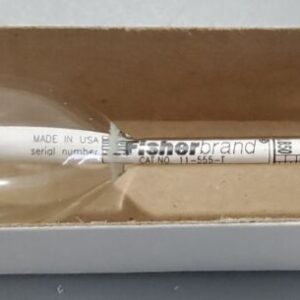 MADE IN USA
serial number
Fisherbrand®
CAT.NO. 11-555-T